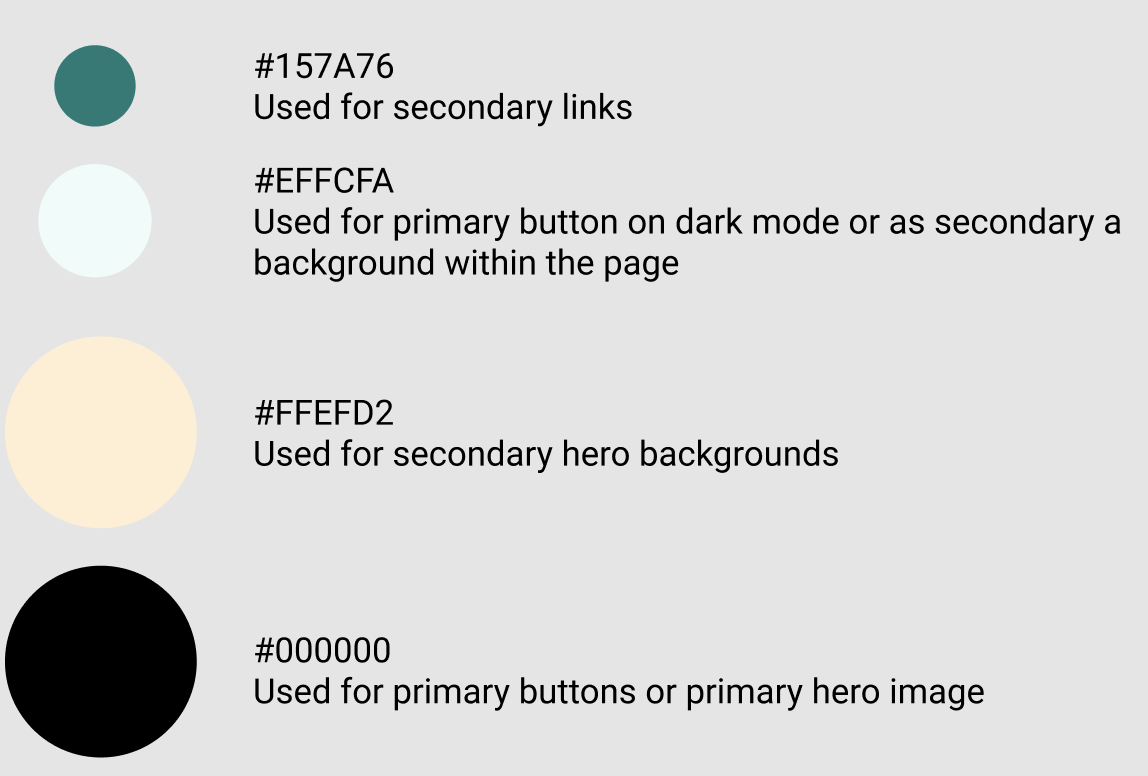 #157A76
Used for secondary links
#EFFCFA
Used for primary button on dark mode or as secondary a
background within the page
#FFEFD2
Used for secondary hero backgrounds
#000000
Used for primary buttons or primary hero image